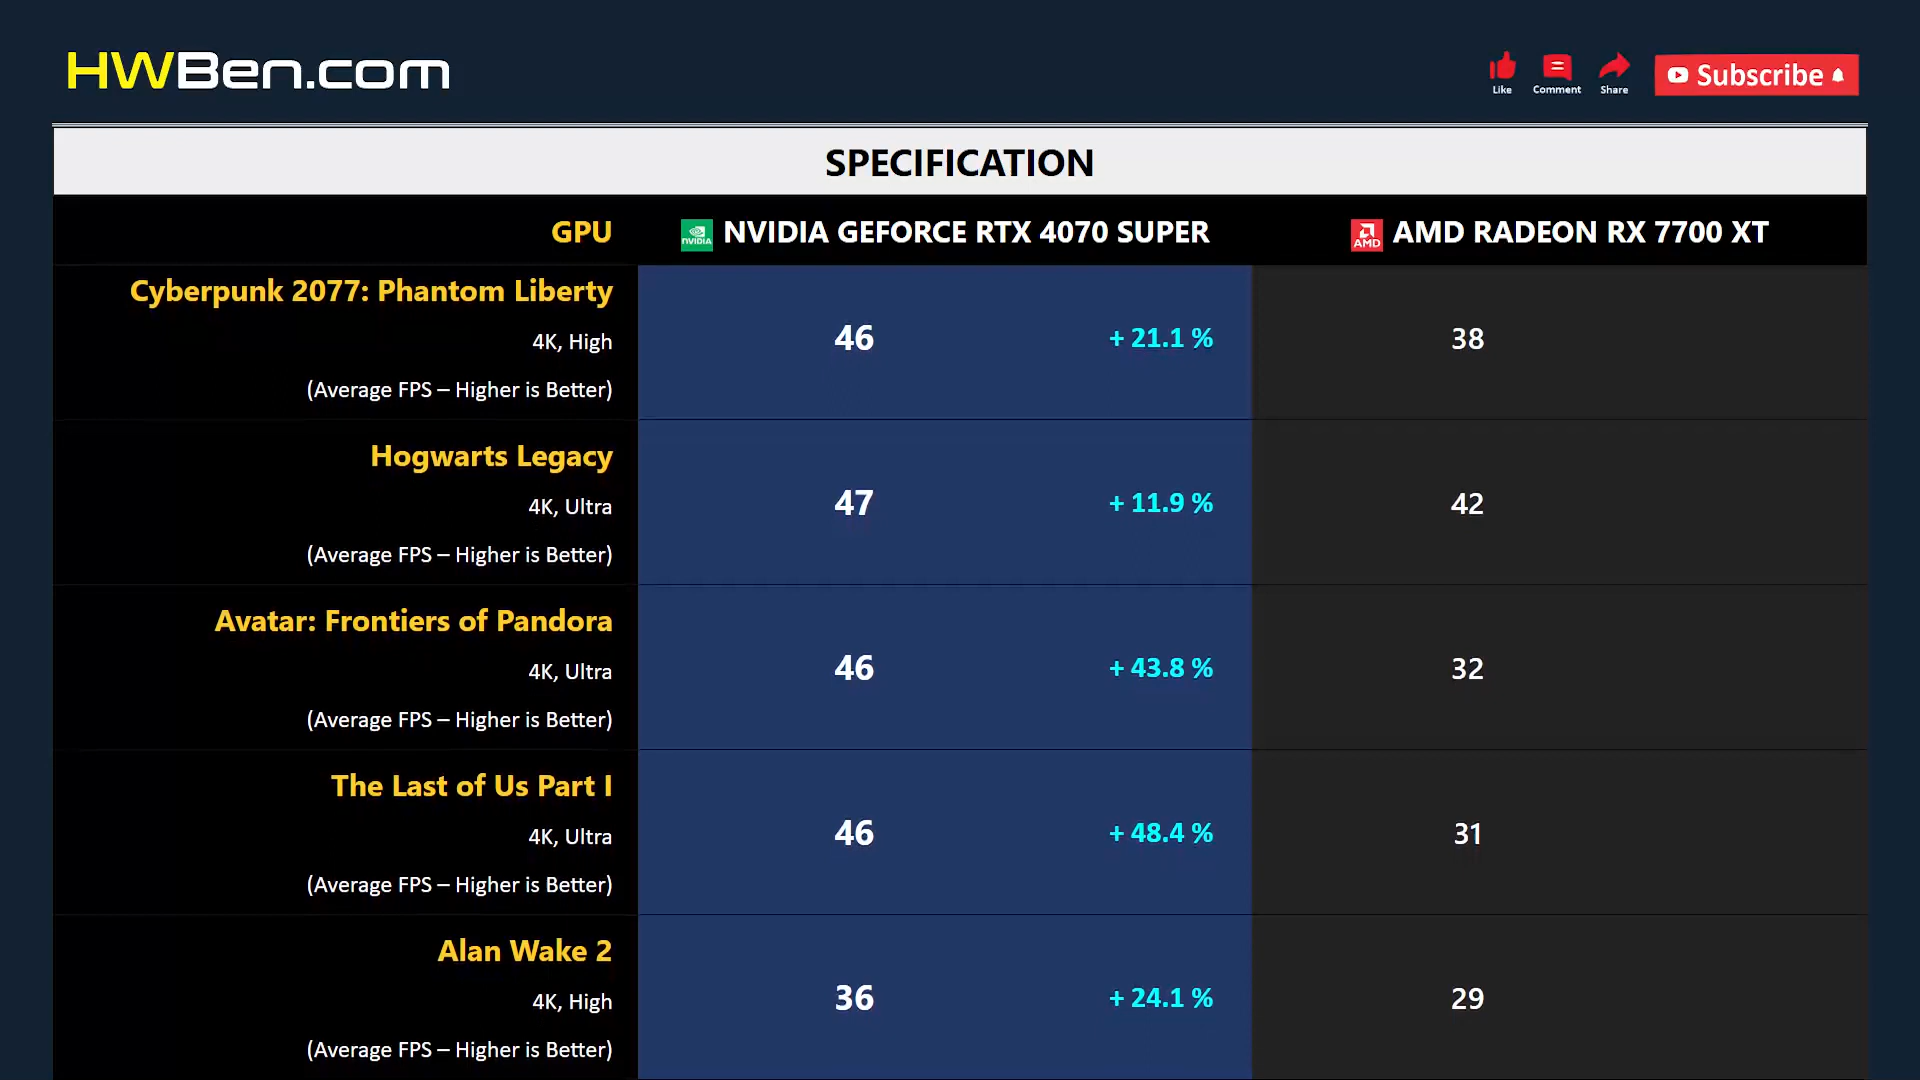 HWBen.com
Like
Comment
Share
Subscribe
SPECIFICATION
GPU
NVIDIA NVIDIA GEFORCE RTX 4070 SUPER
AMD AMD RADEON RX 7700 XT
Cyberpunk 2077: Phantom Liberty
4K, High
(Average FPS – Higher is Better)
46
+ 21.1 %
38
Hogwarts Legacy
4K, Ultra
(Average FPS – Higher is Better)
47
+ 11.9 %
42
Avatar: Frontiers of Pandora
4K, Ultra
(Average FPS – Higher is Better)
46
+ 43.8 %
32
The Last of Us Part I
4K, Ultra
(Average FPS – Higher is Better)
46
+ 48.4 %
31
Alan Wake 2
4K, High
(Average FPS – Higher is Better)
36
+ 24.1 %
29